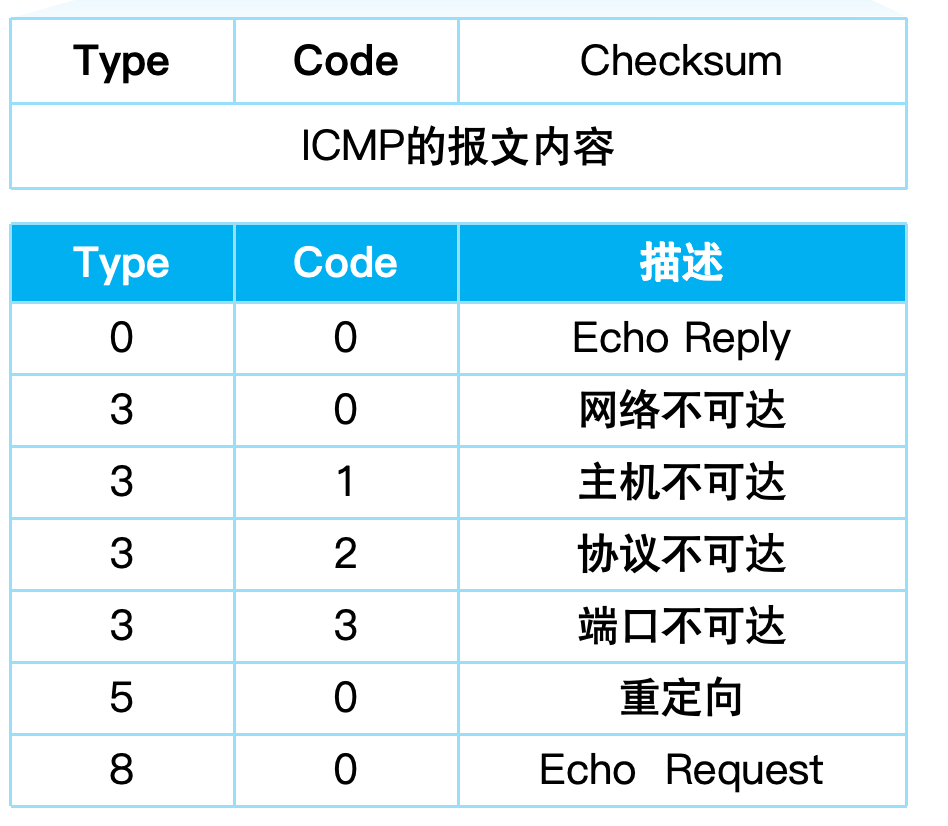 Type Code Checksum
ICMP的报文内容
Type Code 描述
0 0 Echo Reply
3 0 网络不可达
3 1 主机不可达
3 2 协议不可达
3 3 端口不可达
5 0 重定向
8 0 Echo Request